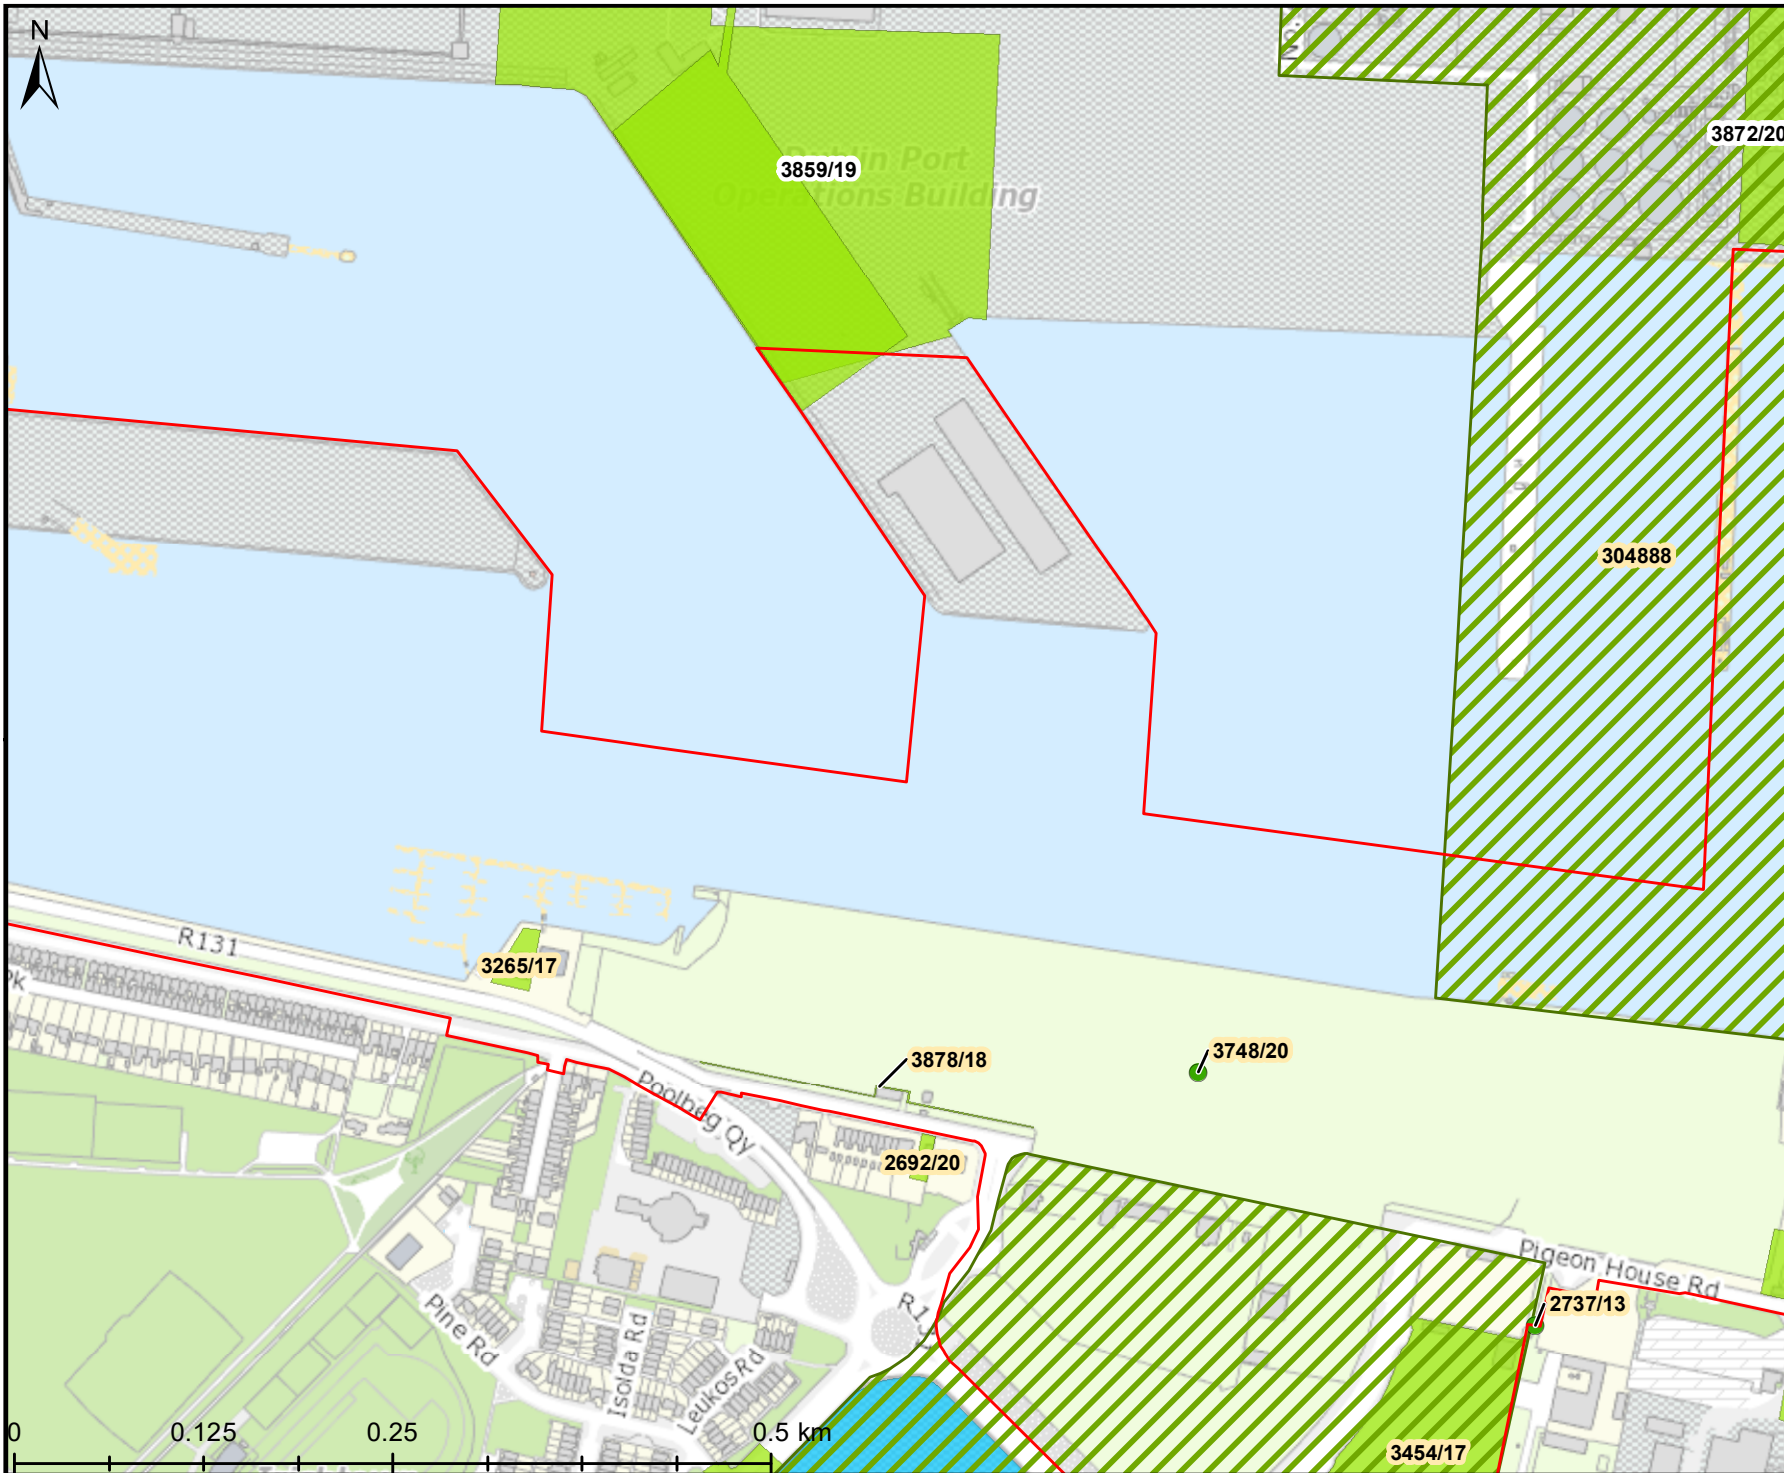 N
3872/20
Dublin Port
3859/19
Operations Building
304888
R131
3265/17
3748/20
3878/18
Poolbeg Qy
2692/20
Pigeon House Rd
2737/13
Pine Rd
Isolda Rd
Leukos Rd
0 0.125 0.25 0.5 km
3454/17